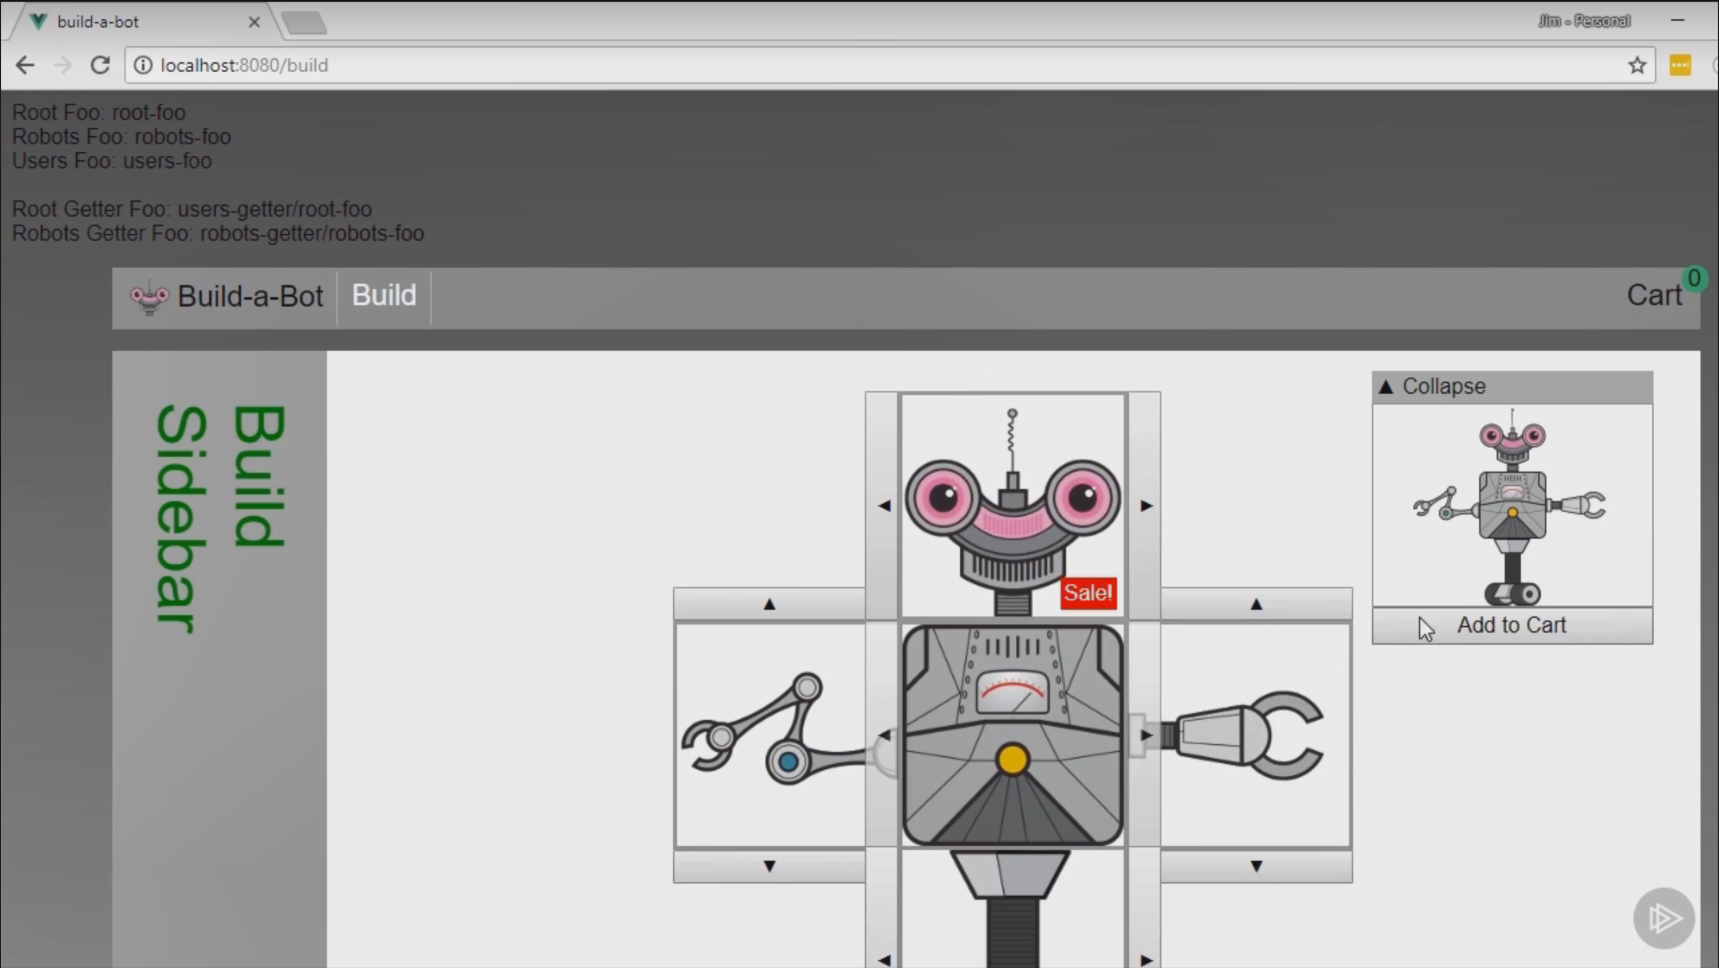 build-a-bot
Jim - Personal
localhost:8080/build
Root Foo: root-foo
Robots Foo: robots-foo
Users Foo: users-foo
Root Getter Foo: users-getter/root-foo
Robots Getter Foo: robots-getter/robots-foo
Build-a-Bot
Build
Cart
0
Build
Sidebar
Sale!
▲ Collapse
Add to Cart